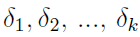 δ₁, δ₂, ..., δₖ